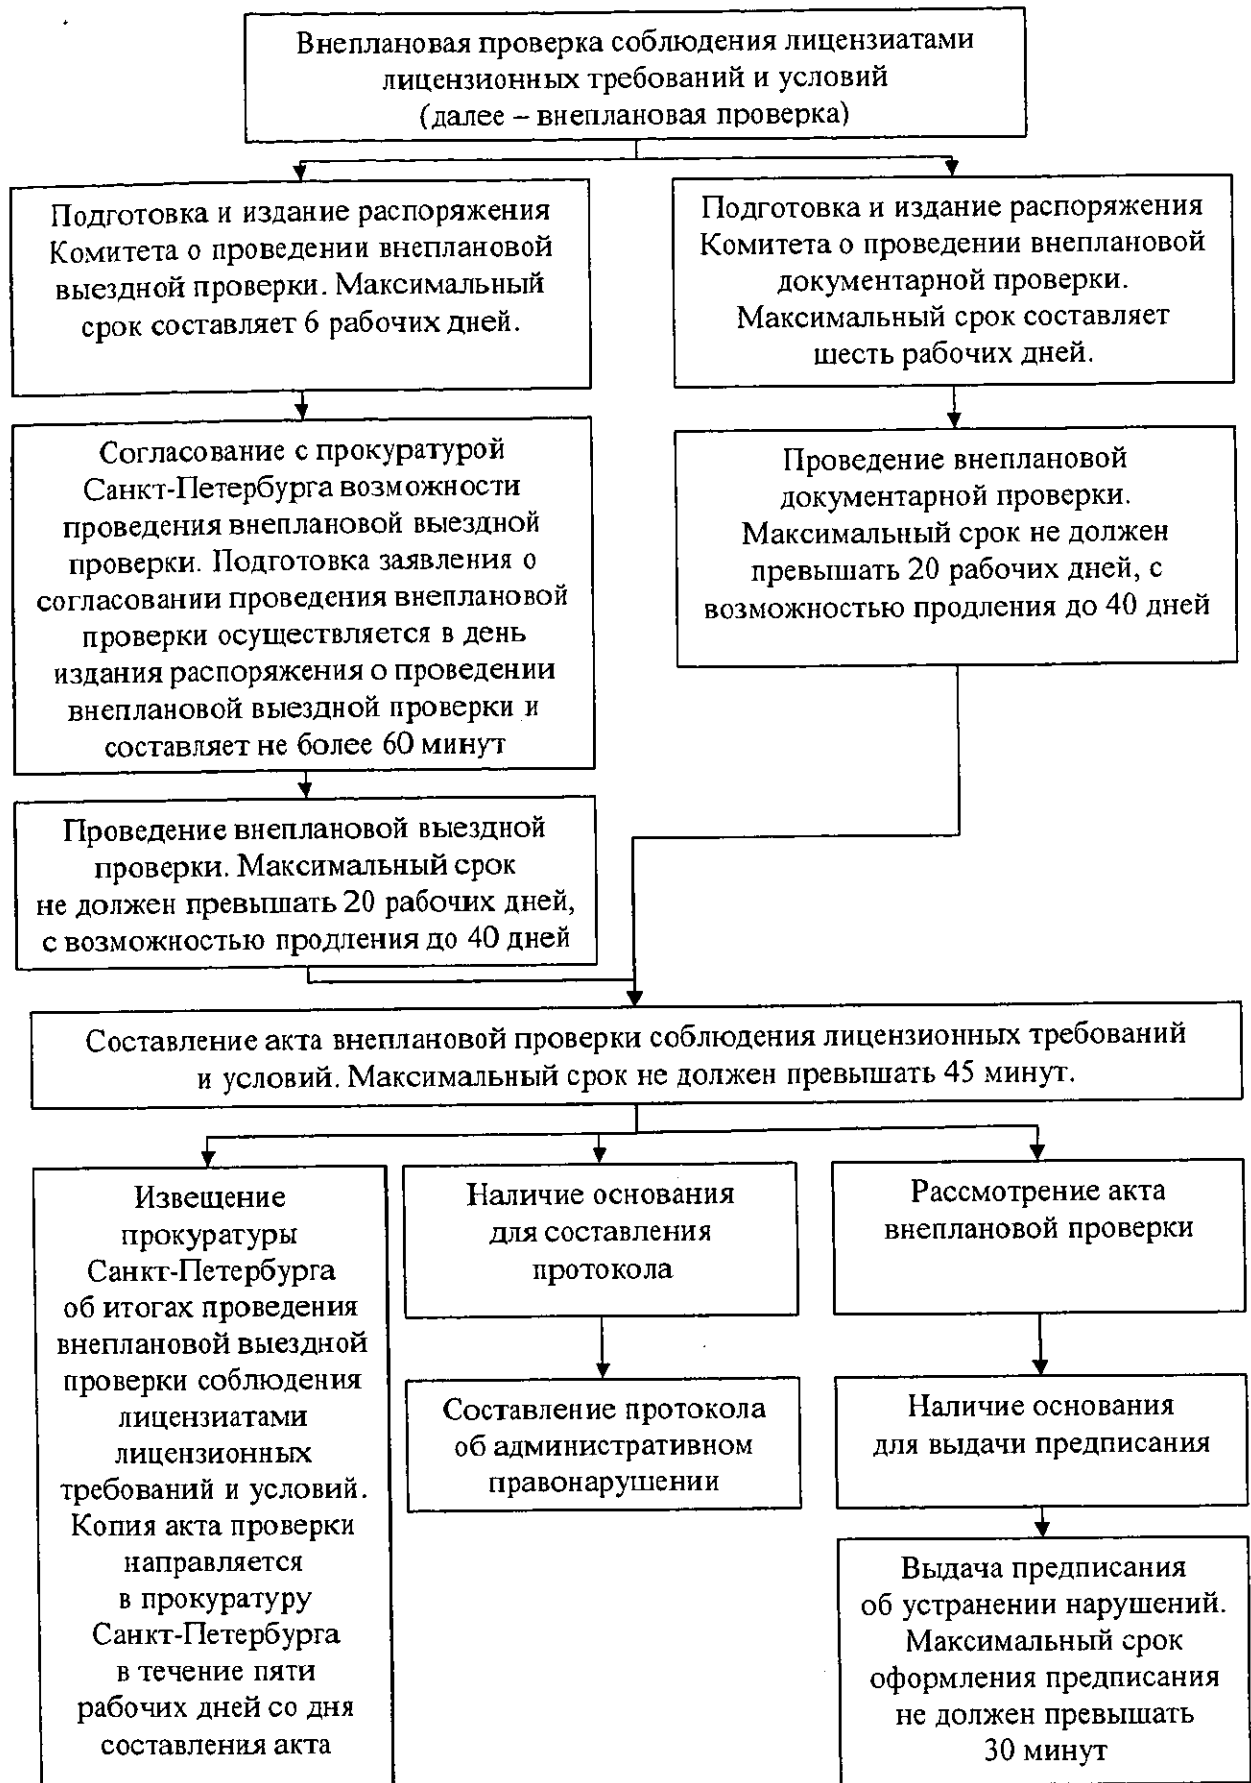 Внеплановая проверка соблюдения лицензиатами
лицензионных требований и условий
(далее – внеплановая проверка)
Подготовка и издание распоряжения
Комитета о проведении внеплановой
выездной проверки. Максимальный
срок составляет 6 рабочих дней.
Подготовка и издание распоряжения
Комитета о проведении внеплановой
документарной проверки.
Максимальный срок составляет
шесть рабочих дней.
Согласование с прокуратурой
Санкт-Петербурга возможности
проведения внеплановой выездной
проверки. Подготовка заявления о
согласовании проведения внеплановой
проверки осуществляется в день
издания распоряжения о проведении
внеплановой выездной проверки и
составляет не более 60 минут
Проведение внеплановой
документарной проверки.
Максимальный срок не должен
превышать 20 рабочих дней, с
возможностью продления до 40 дней
Проведение внеплановой выездной
проверки. Максимальный срок
не должен превышать 20 рабочих дней,
с возможностью продления до 40 дней
Составление акта внеплановой проверки соблюдения лицензионных требований
и условий. Максимальный срок не должен превышать 45 минут.
Извещение
прокуратуры
Санкт-Петербурга
об итогах проведения
внеплановой выездной
проверки соблюдения
лицензиатами
лицензионных
требований и условий.
Копия акта проверки
направляется
в прокуратуру
Санкт-Петербурга
в течение пяти
рабочих дней со дня
составления акта
Наличие основания
для составления
протокола
Составление протокола
об административном
правонарушении
Рассмотрение акта
внеплановой проверки
Наличие основания
для выдачи предписания
Выдача предписания
об устранении нарушений.
Максимальный срок
оформления предписания
не должен превышать
30 минут